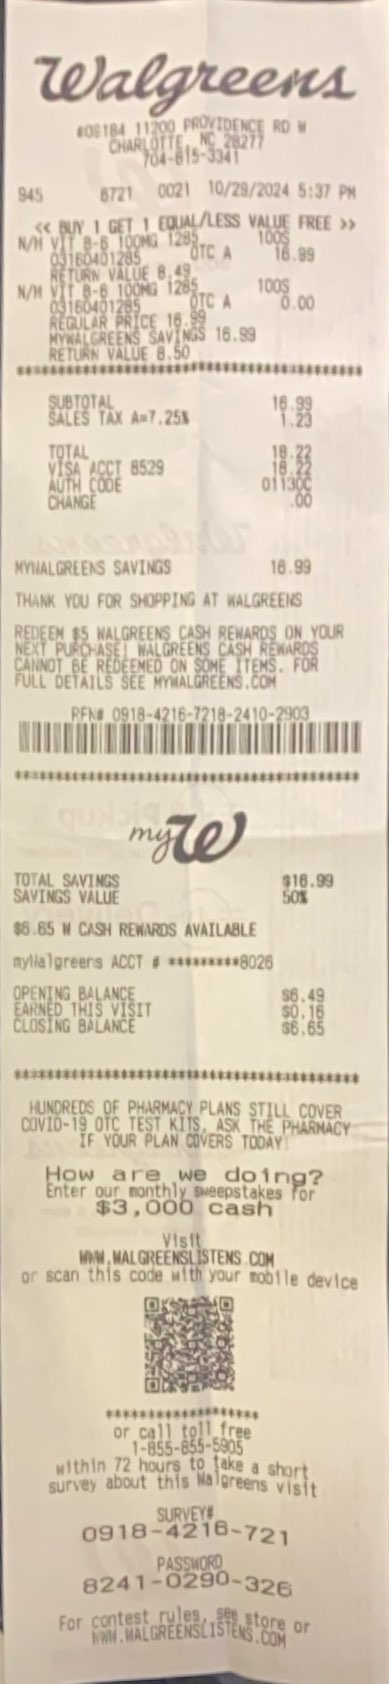 Walgreens
#06184 11200 PROVIDENCE RD W
CHARLOTTE, NC 28277
704-815-3341
945 6721 0021 10/29/2024 5:37 PM
<< BUY 1 GET 1 EQUAL/LESS VALUE FREE >>
N/M VIT B-6 100MG 1285 100S
03160401285 OTC A 16.99
RETURN VALUE 8.49
N/M VIT B-6 100MG 1285 100S
03160401285 OTC A 0.00
REGULAR PRICE 16.99
MYWALGREENS SAVINGS 16.99
RETURN VALUE 8.50
****************************************
SUBTOTAL 16.99
SALES TAX A=7.25% 1.23
TOTAL 18.22
VISA ACCT 8529 18.22
AUTH CODE 01130C
CHANGE .00
MYWALGREENS SAVINGS 16.99
THANK YOU FOR SHOPPING AT WALGREENS
REDEEM $5 WALGREENS CASH REWARDS ON YOUR
NEXT PURCHASE! WALGREENS CASH REWARDS
CANNOT BE REDEEMED ON SOME ITEMS. FOR
FULL DETAILS SEE MYWALGREENS.COM
RFN# 0918-4216-7218-2410-2903
****************************************
myW
TOTAL SAVINGS $16.99
SAVINGS VALUE 50%
$6.65 W CASH REWARDS AVAILABLE
myWalgreens ACCT # *********8026
OPENING BALANCE $6.49
EARNED THIS VISIT $0.16
CLOSING BALANCE $6.65
****************************************
HUNDREDS OF PHARMACY PLANS STILL COVER
COVID-19 OTC TEST KITS, ASK THE PHARMACY
IF YOUR PLAN COVERS TODAY!
How are we doing?
Enter our monthly sweepstakes for
$3,000 cash
Visit
WWW.WALGREENSLISTENS.COM
or scan this code with your mobile device
******************
or call toll free
1-855-855-5905
within 72 hours to take a short
survey about this Walgreens visit
SURVEY#
0918-4216-721
PASSWORD
8241-0290-326
For contest rules, see store or
WWW.WALGREENSLISTENS.COM